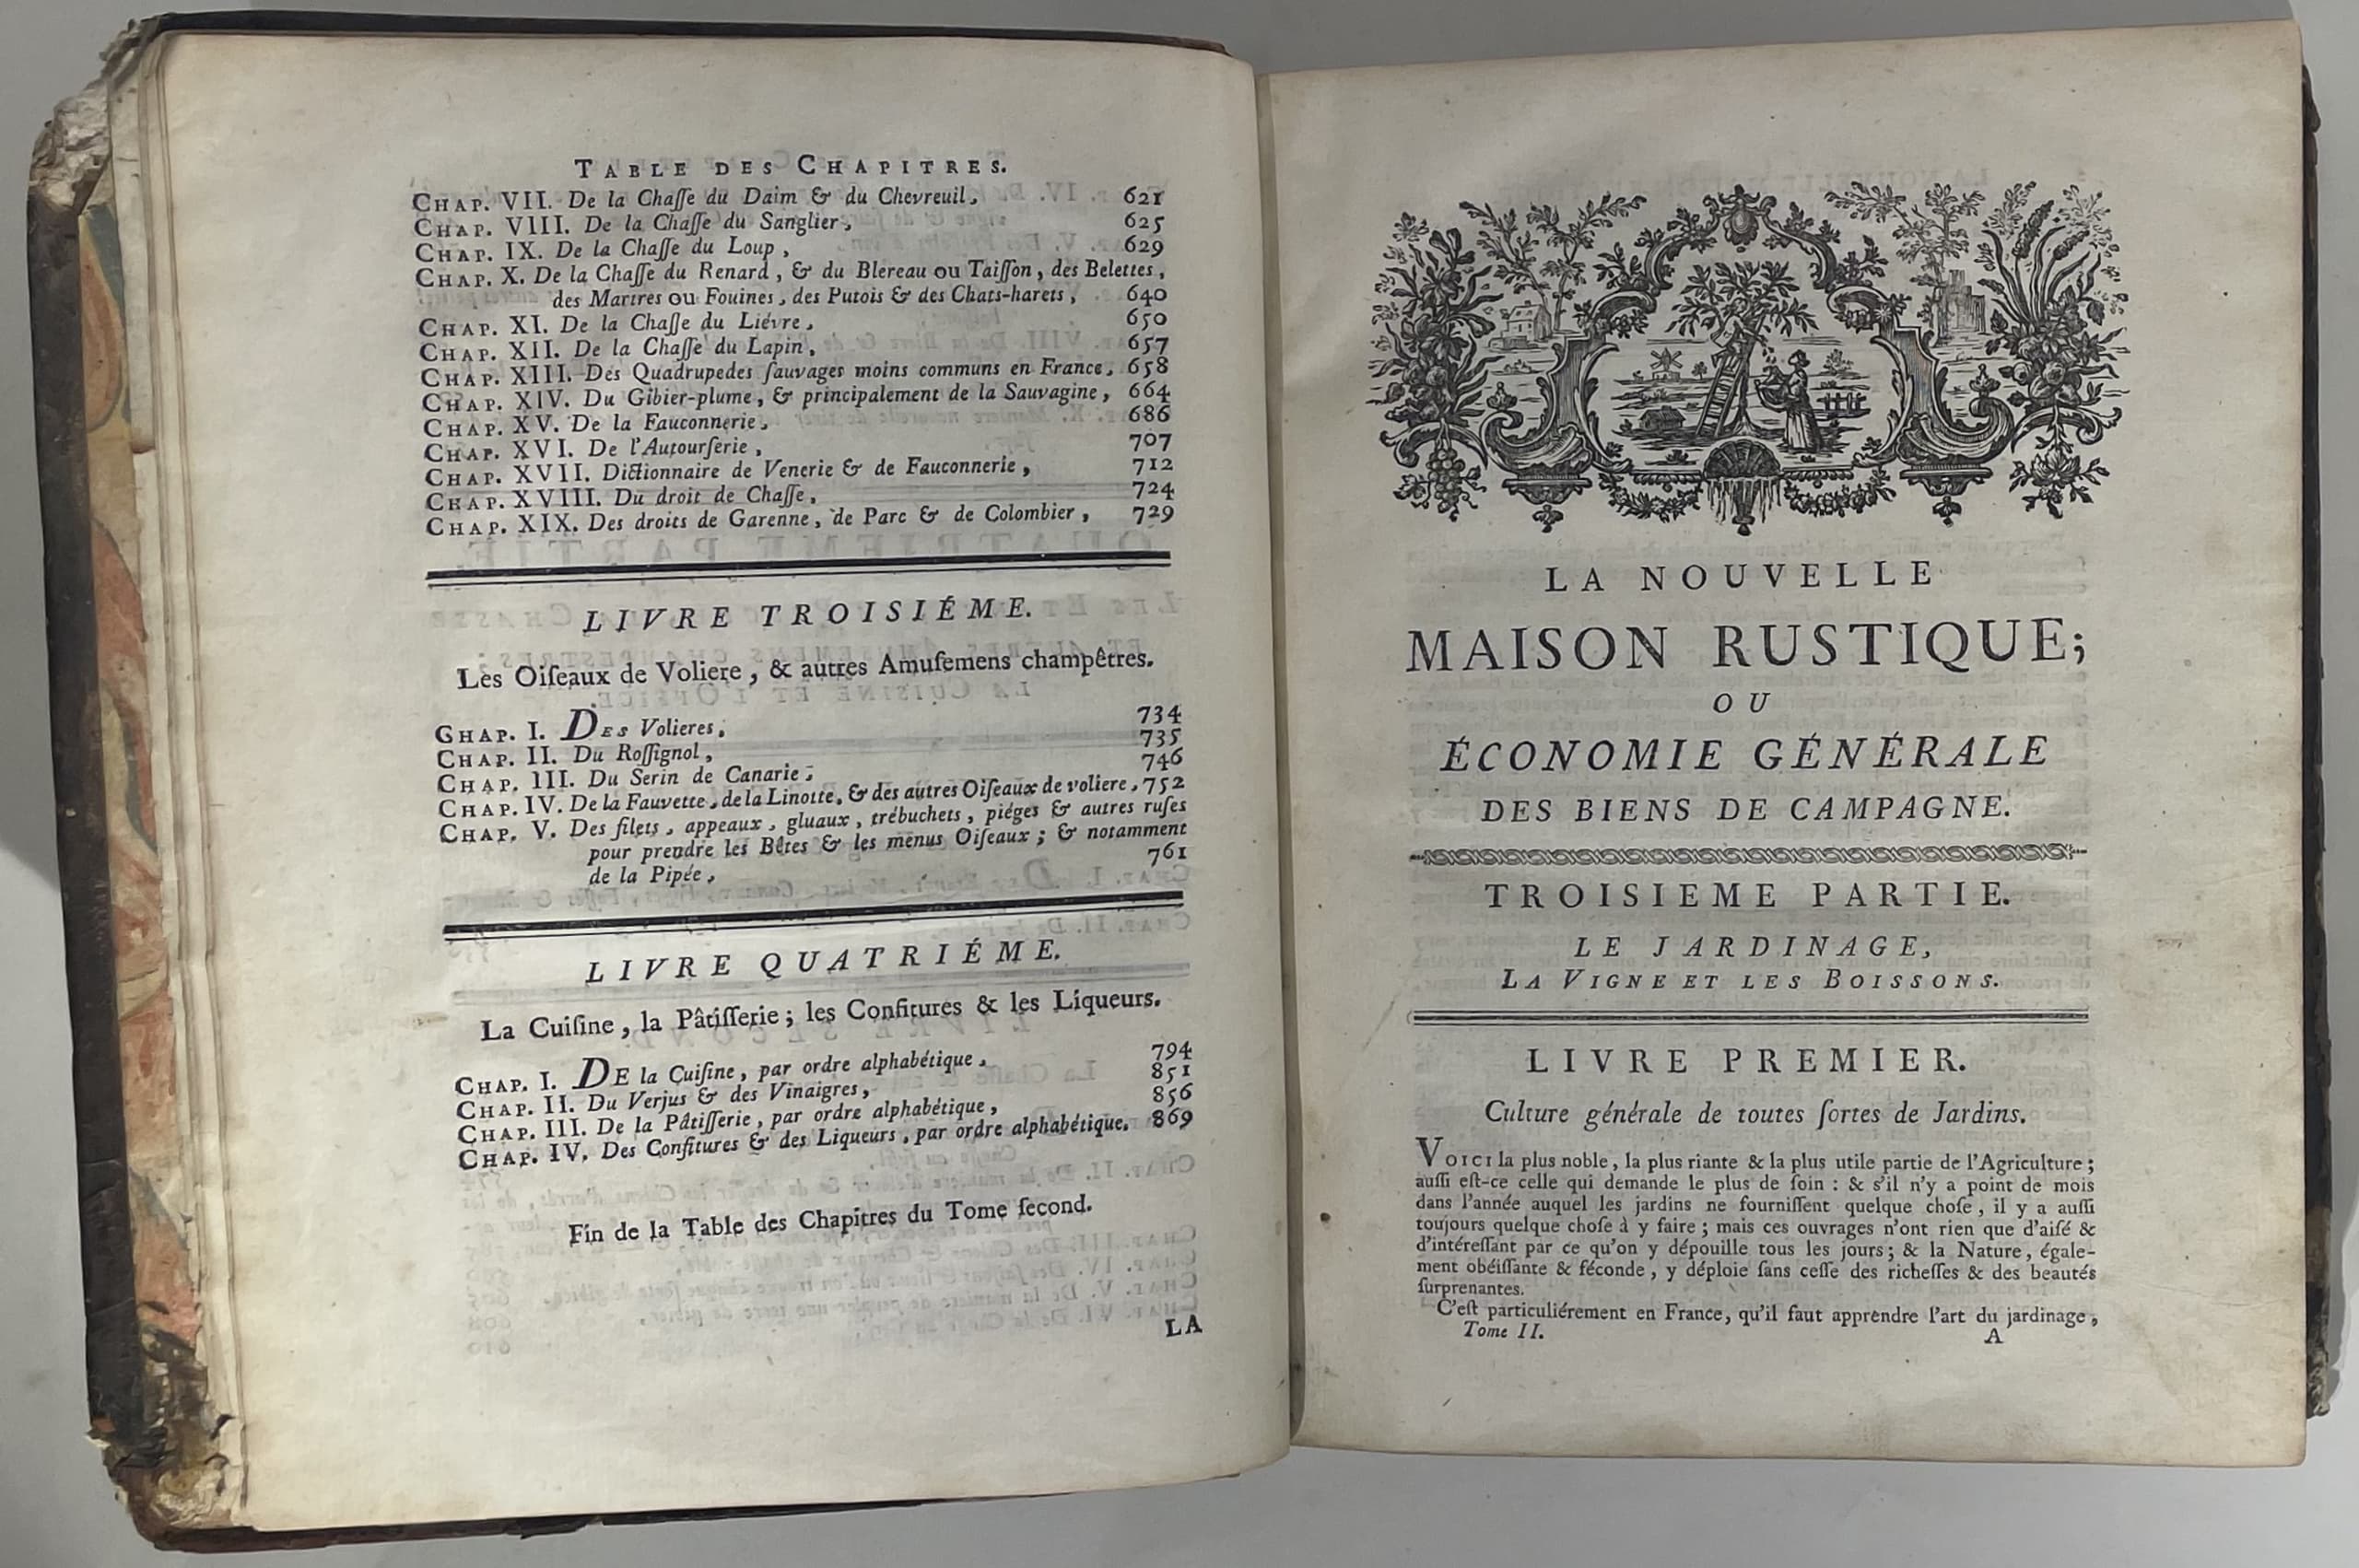 TABLE DES CHAPITRES.
CHAP. VII. De la Chaſſe du Daim & du Chevreuil, 621
CHAP. VIII. De la Chaſſe du Sanglier, 625
CHAP. IX. De la Chaſſe du Loup, 629
CHAP. X. De la Chaſſe du Renard, & du Blereau ou Taiſſon, des Belettes,
des Martres ou Fouines, des Putois & des Chats-harets, 640
CHAP. XI. De la Chaſſe du Liévre, 650
CHAP. XII. De la Chaſſe du Lapin, 657
CHAP. XIII. Des Quadrupedes ſauvages moins communs en France, 658
CHAP. XIV. Du Gibier-plume, & principalement de la Sauvagine, 664
CHAP. XV. De la Fauconnerie, 686
CHAP. XVI. De l'Autourſerie, 707
CHAP. XVII. Dictionnaire de Venerie & de Fauconnerie, 712
CHAP. XVIII. Du droit de Chaſſe, 724
CHAP. XIX. Des droits de Garenne, de Parc & de Colombier, 729
LIVRE TROISIÉME.
Les Oiſeaux de Voliere, & autres Amuſemens champêtres.
CHAP. I. DES Volieres, 734
CHAP. II. Du Roſſignol, 735
CHAP. III. Du Serin de Canarie, 746
CHAP. IV. De la Fauvette, de la Linotte, & des autres Oiſeaux de voliere, 752
CHAP. V. Des filets, appeaux, gluaux, trébuchets, piéges & autres ruſes
pour prendre les Bêtes & les menus Oiſeaux; & notamment
de la Pipée, 761
LIVRE QUATRIÉME.
La Cuiſine, la Pâtiſſerie; les Confitures & les Liqueurs.
CHAP. I. DE la Cuiſine, par ordre alphabétique, 794
CHAP. II. Du Verjus & des Vinaigres, 851
CHAP. III. De la Pâtiſſerie, par ordre alphabétique, 856
CHAP. IV. Des Confitures & des Liqueurs, par ordre alphabétique. 869
Fin de la Table des Chapitres du Tome ſecond.
LA
LA NOUVELLE
MAISON RUSTIQUE;
OU
ÉCONOMIE GÉNÉRALE
DES BIENS DE CAMPAGNE.
TROISIEME PARTIE.
LE JARDINAGE,
LA VIGNE ET LES BOISSONS.
LIVRE PREMIER.
Culture générale de toutes ſortes de Jardins.
VOICI la plus noble, la plus riante & la plus utile partie de l'Agriculture;
auſſi eſt-ce celle qui demande le plus de ſoin : & s'il n'y a point de mois
dans l'année auquel les jardins ne fourniſſent quelque choſe, il y a auſſi
toujours quelque choſe à y faire; mais ces ouvrages n'ont rien que d'aiſé &
d'intéreſſant par ce qu'on y dépouille tous les jours; & la Nature, égale-
ment obéiſſante & féconde, y déploie ſans ceſſe des richeſſes & des beautés
ſurprenantes.
C'eſt particuliérement en France, qu'il faut apprendre l'art du jardinage,
Tome II. A